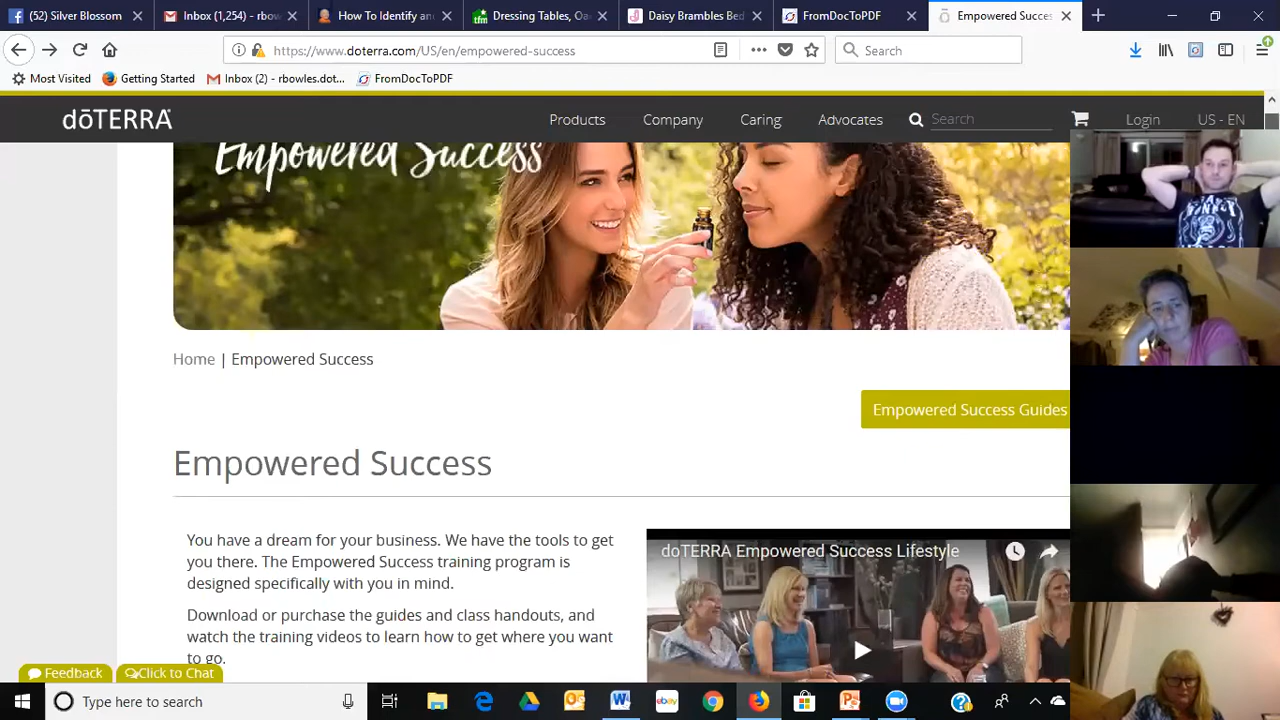 (52) Silver Blossom
Inbox (1,254) - rbow
How To Identify an
Dressing Tables, Oa
Daisy Brambles Bed
FromDocToPDF
Empowered Succe
https://www.doterra.com/US/en/empowered-success
Search
Most Visited
Getting Started
Inbox (2) - rbowles.dot...
FromDocToPDF
dōTERRA
Products
Company
Caring
Advocates
Search
Login
US - EN
Empowered Success
Home | Empowered Success
Empowered Success Guides
Empowered Success
You have a dream for your business. We have the tools to get
you there. The Empowered Success training program is
designed specifically with you in mind.
Download or purchase the guides and class handouts, and
watch the training videos to learn how to get where you want
to go.
doTERRA Empowered Success Lifestyle
Feedback
Click to Chat
Type here to search